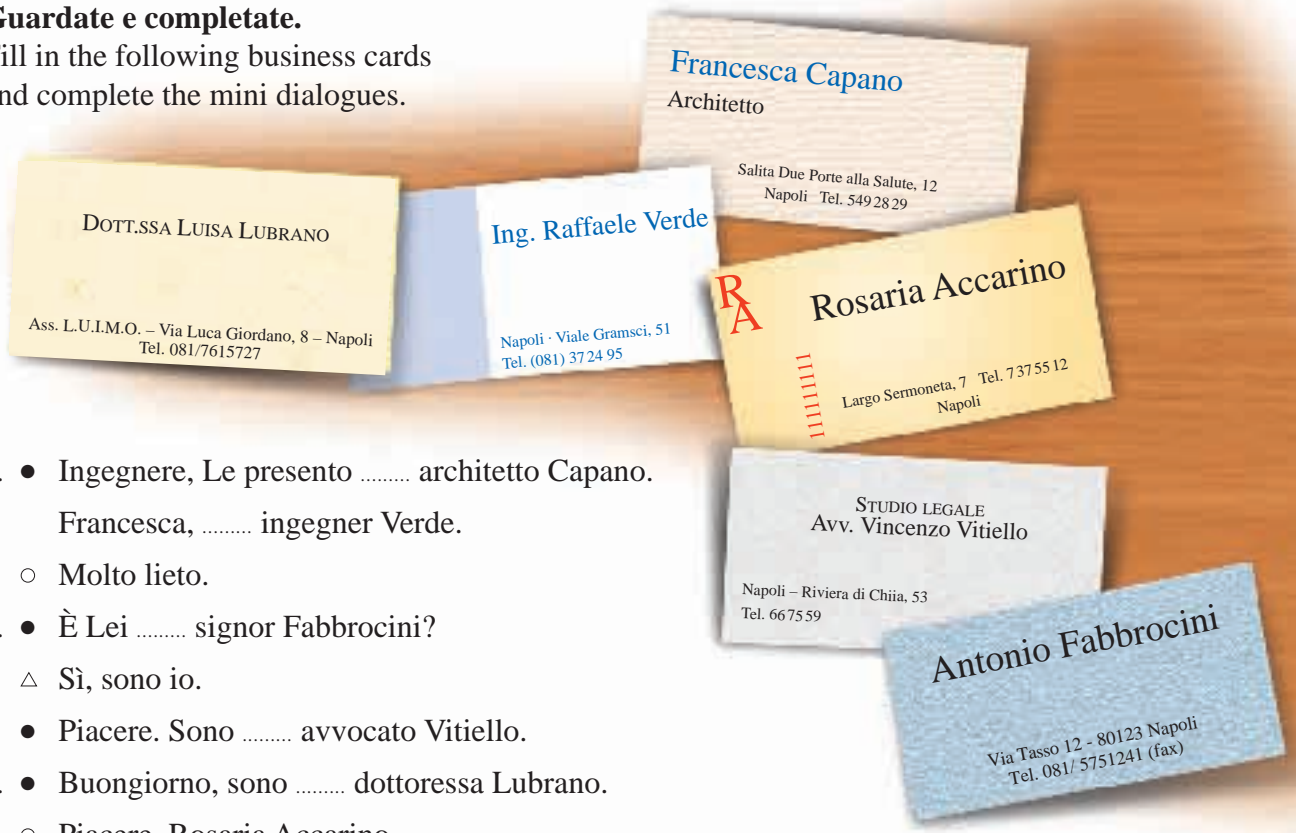 Guardate e completate.
Fill in the following business cards
and complete the mini dialogues.
Francesca Capano
Architetto
Salita Due Porte alla Salute, 12
Napoli Tel. 549 28 29
DOTT.SSA LUISA LUBRANO
Ass. L.U.I.M.O. – Via Luca Giordano, 8 – Napoli
Tel. 081/7615727
Ing. Raffaele Verde
Napoli · Viale Gramsci, 51
Tel. (081) 37 24 95
RA
Rosaria Accarino
Largo Sermoneta, 7 Tel. 7 37 55 12
Napoli
STUDIO LEGALE
Avv. Vincenzo Vitiello
Napoli – Riviera di Chiia, 53
Tel. 66 75 59
Antonio Fabbrocini
Via Tasso 12 - 80123 Napoli
Tel. 081/ 5751241 (fax)
● Ingegnere, Le presento ......... architetto Capano.
Francesca, ......... ingegner Verde.
○ Molto lieto.
● È Lei ......... signor Fabbrocini?
△ Sì, sono io.
● Piacere. Sono ......... avvocato Vitiello.
● Buongiorno, sono ......... dottoressa Lubrano.
○ Piacere, Rosaria Accarino.